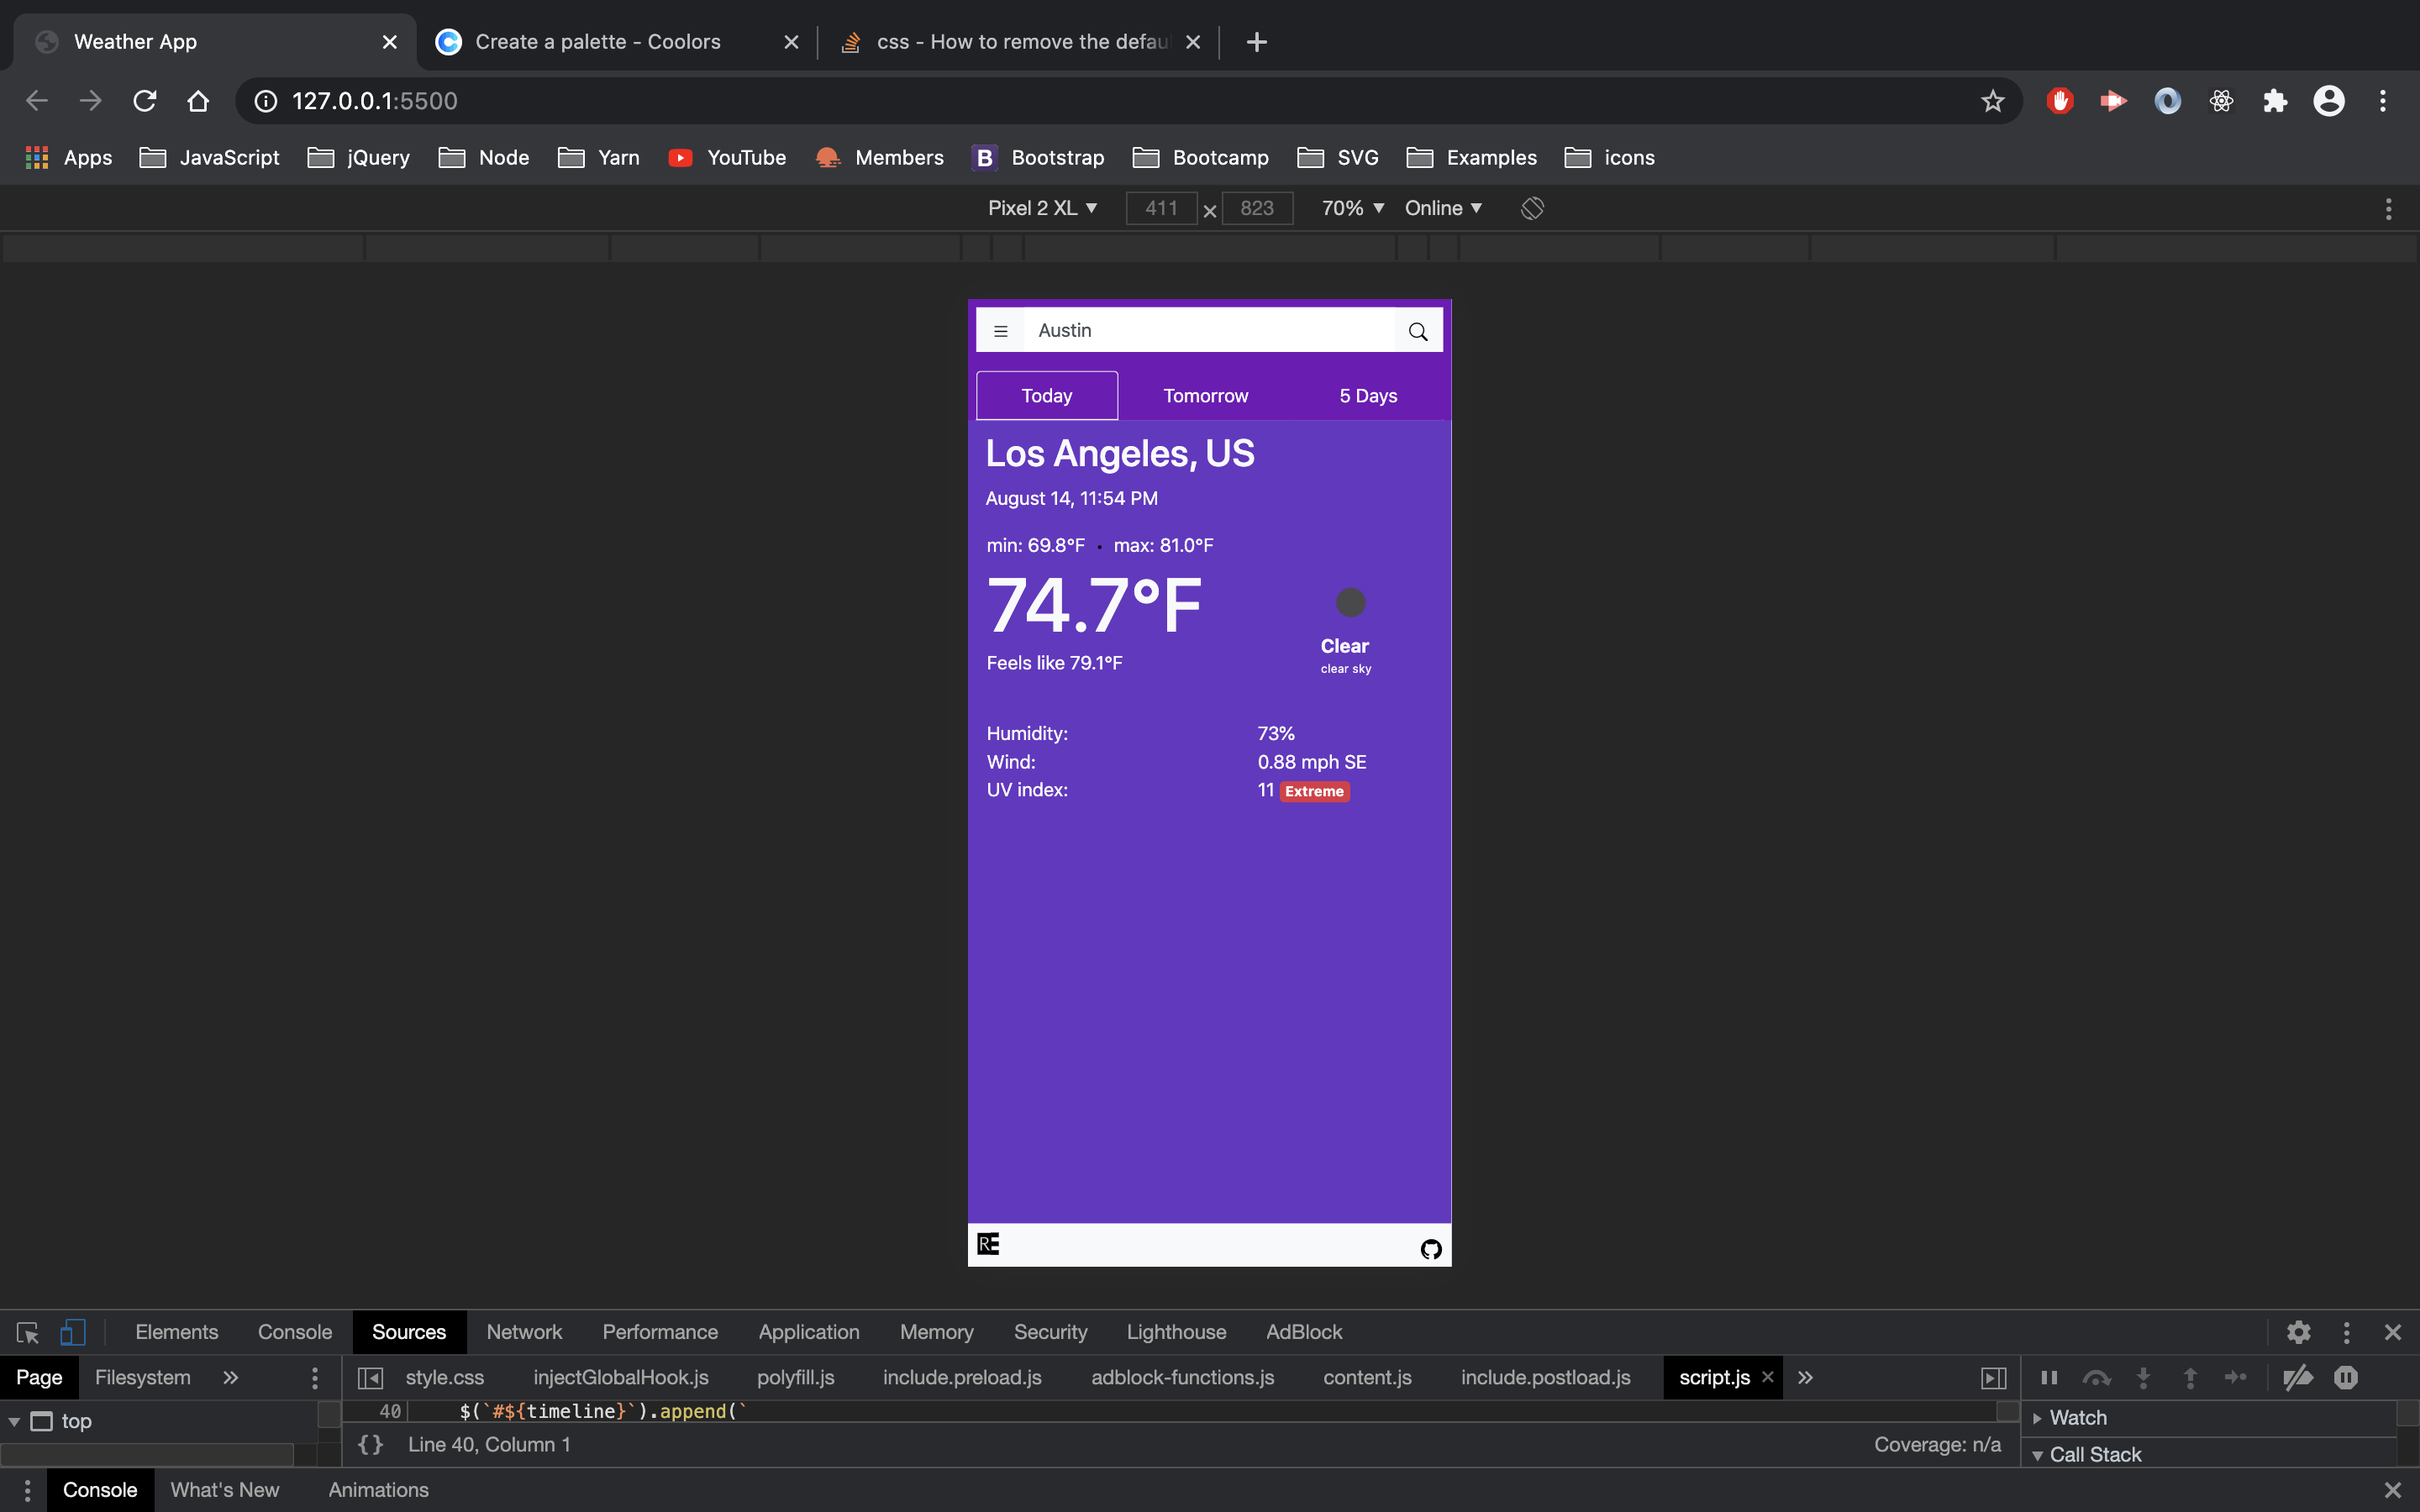 Weather App
Create a palette - Coolors
css - How to remove the defau
127.0.0.1:5500
Apps JavaScript jQuery Node Yarn YouTube Members B Bootstrap Bootcamp SVG Examples icons
Pixel 2 XL 411 × 823 70% Online
Austin
Today Tomorrow 5 Days
Los Angeles, US
August 14, 11:54 PM
min: 69.8°F · max: 81.0°F
74.7°F
Clear
Feels like 79.1°F
clear sky
Humidity: 73%
Wind: 0.88 mph SE
UV index: 11 Extreme
RE
Elements Console Sources Network Performance Application Memory Security Lighthouse AdBlock
Page Filesystem » style.css injectGlobalHook.js polyfill.js include.preload.js adblock-functions.js content.js include.postload.js script.js × »
top 40 $(`#${timeline}`).append(` Watch
{} Line 40, Column 1 Coverage: n/a Call Stack
Console What's New Animations